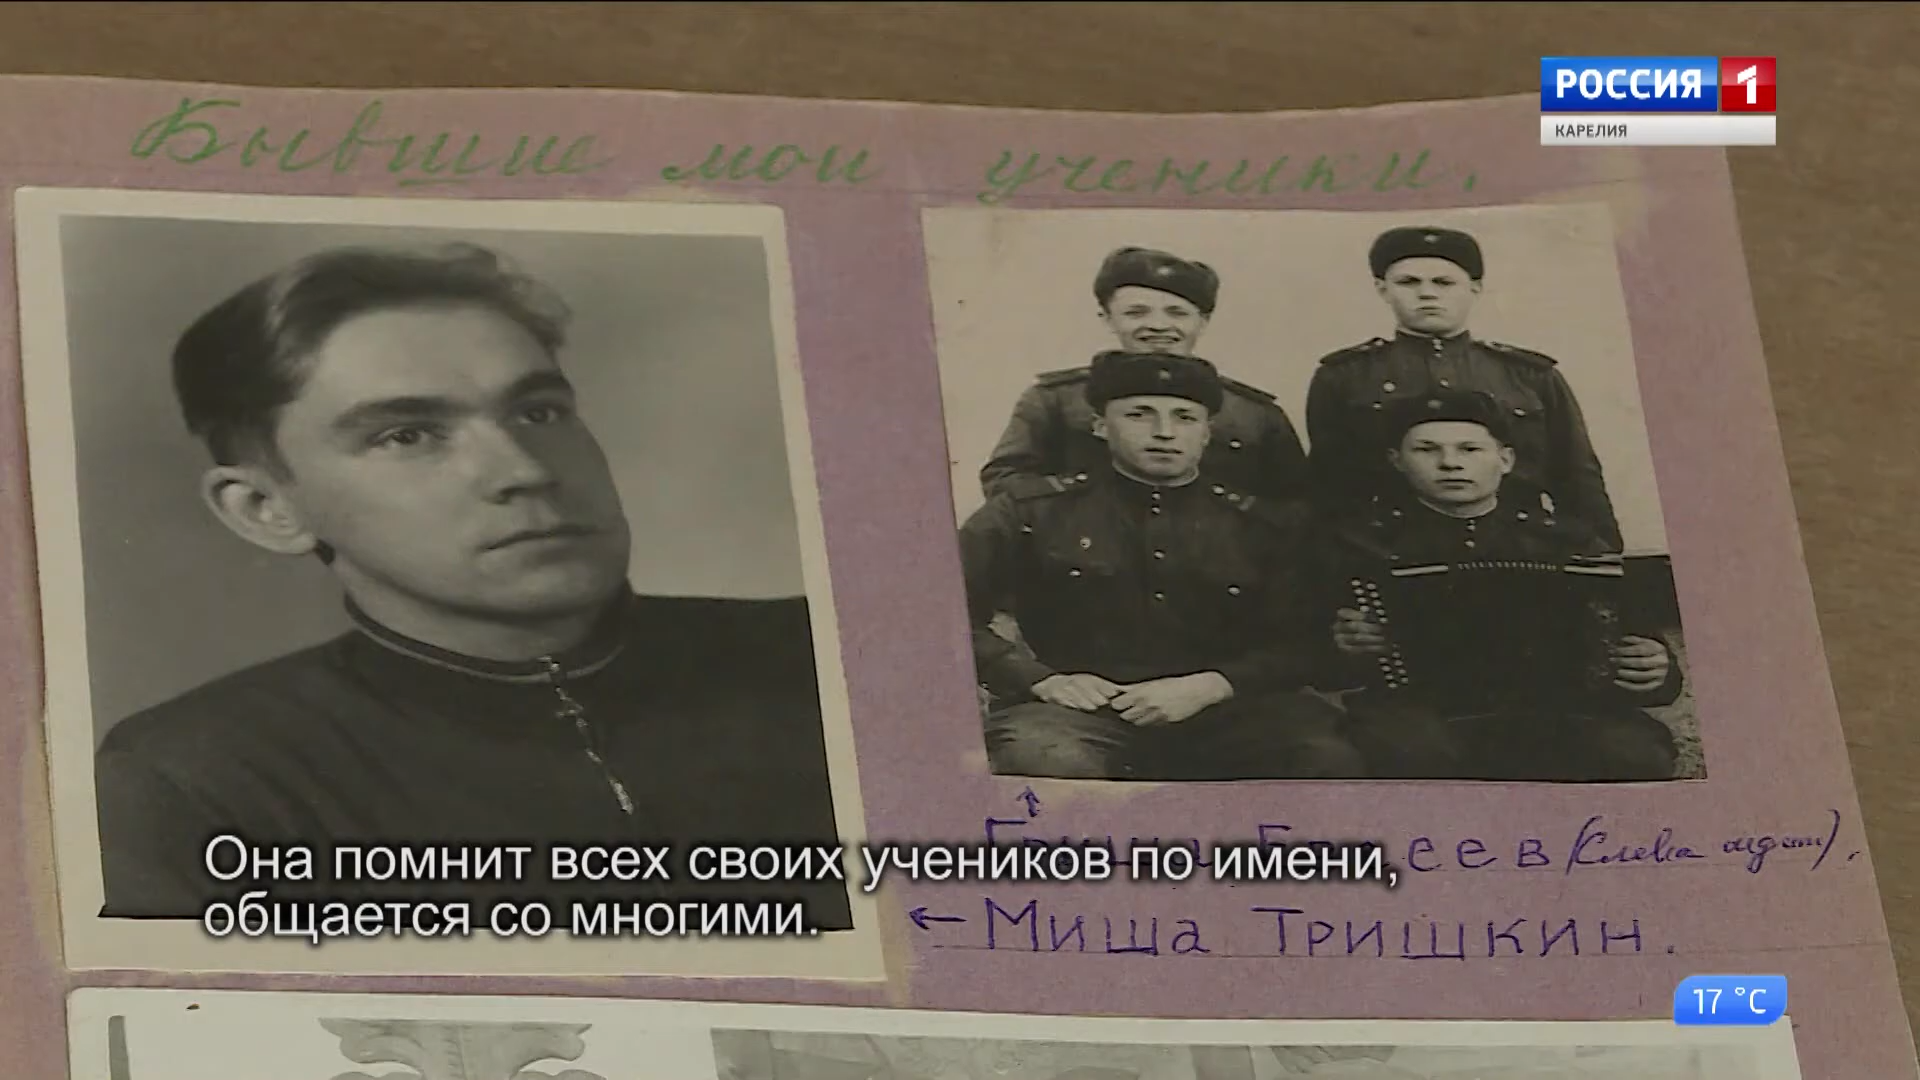 РОССИЯ 1
КАРЕЛИЯ
Бывшие мои ученики.
Она помнит всех своих учеников по имени,
общается со многими.
Гриша (Слева сидит).
← Миша Тришкин.
17 °C